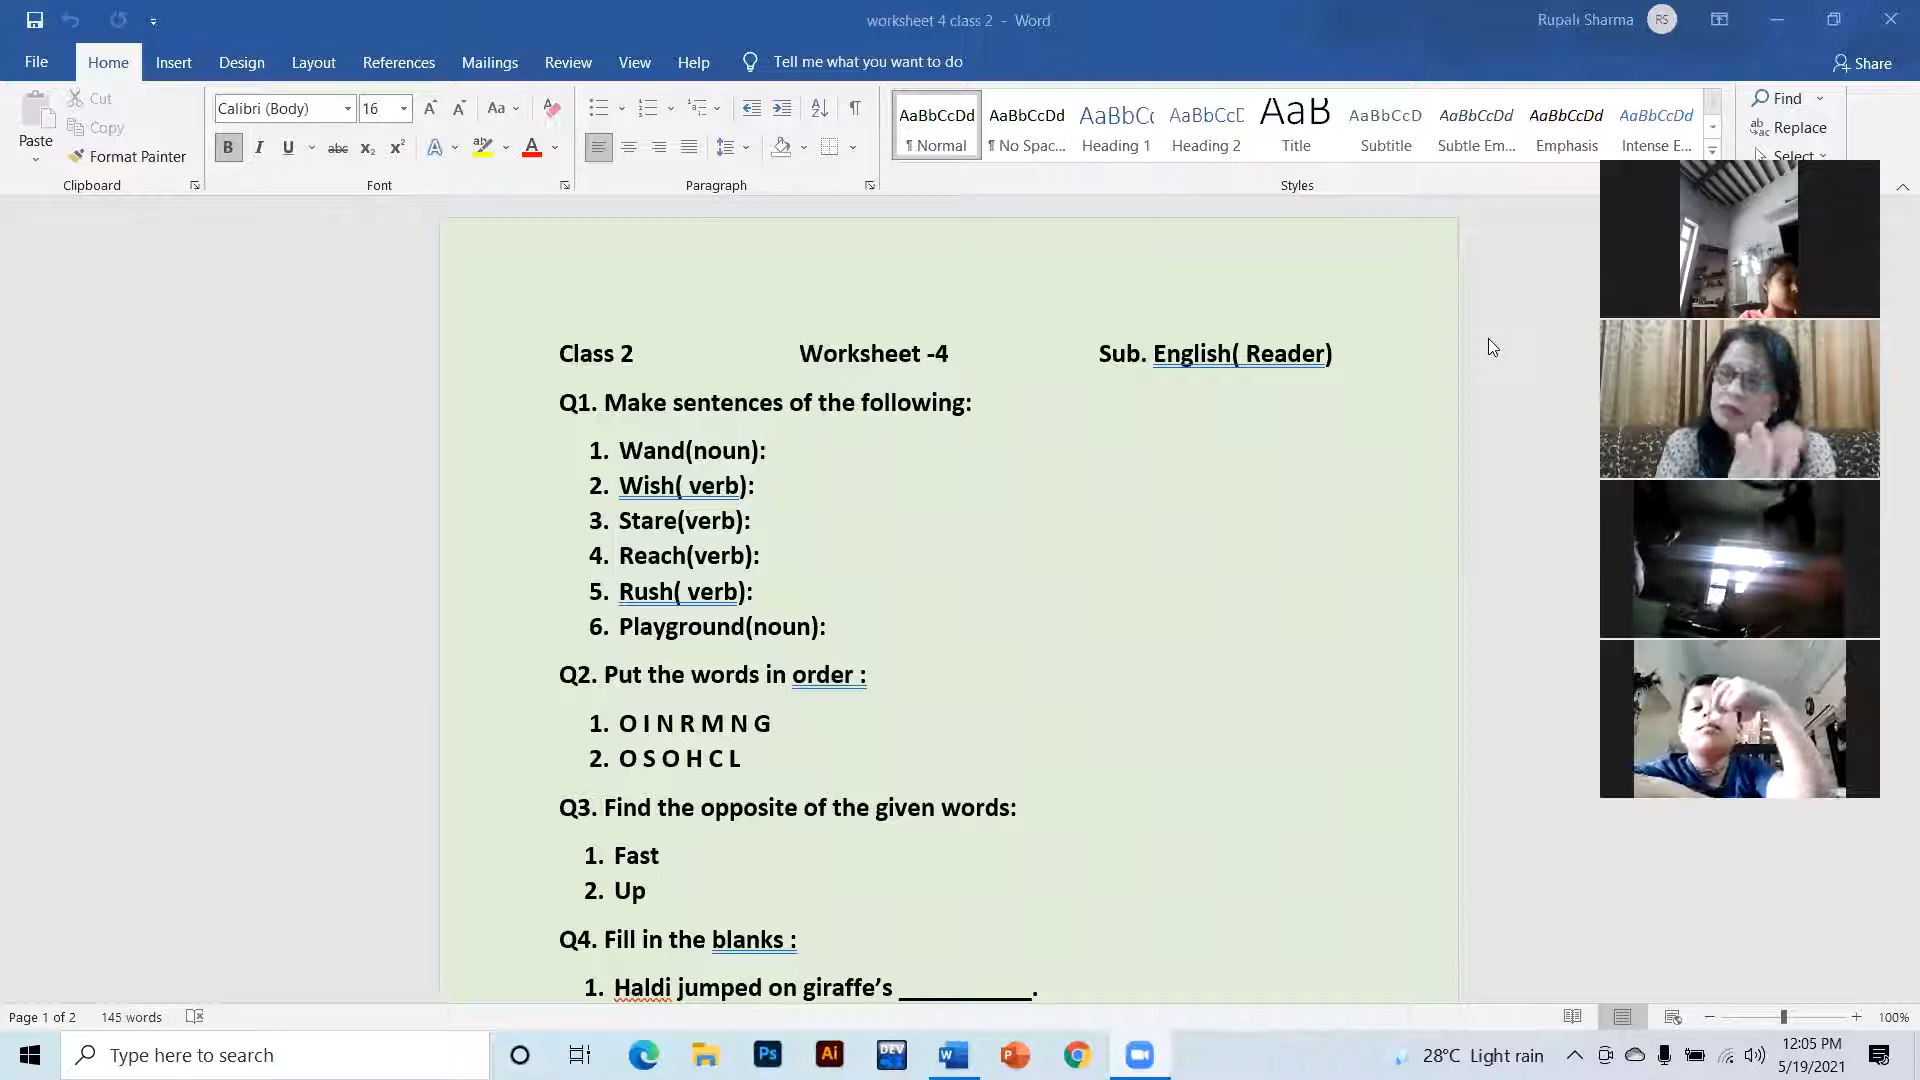 worksheet 4 class 2 - Word
Rupali Sharma RS
File Home Insert Design Layout References Mailings Review View Help Tell me what you want to do Share
Paste
Cut
Copy
Format Painter
Clipboard
Calibri (Body) 16
Font
Paragraph
AaBbCcDd AaBbCcDd AaBbCc AaBbCcD AaB AaBbCcD AaBbCcDd AaBbCcDd AaBbCcDd
¶ Normal ¶ No Spac... Heading 1 Heading 2 Title Subtitle Subtle Em... Emphasis Intense E...
Styles
Find
Replace
Select
Class 2 Worksheet -4 Sub. English( Reader)
Q1. Make sentences of the following:
1. Wand(noun):
2. Wish( verb):
3. Stare(verb):
4. Reach(verb):
5. Rush( verb):
6. Playground(noun):
Q2. Put the words in order :
1. O I N R M N G
2. O S O H C L
Q3. Find the opposite of the given words:
1. Fast
2. Up
Q4. Fill in the blanks :
1. Haldi jumped on giraffe’s __________.
Page 1 of 2 145 words 100%
Type here to search
Ps Ai DEV W P
28°C Light rain
12:05 PM
5/19/2021